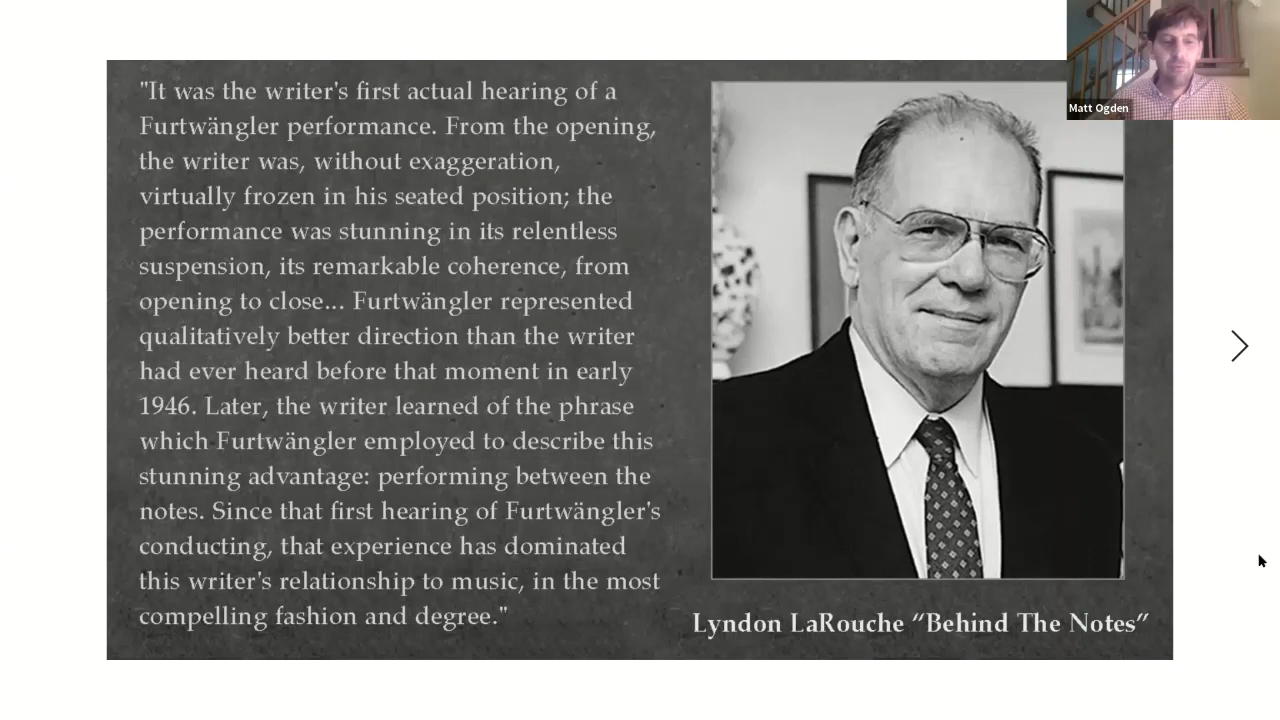 "It was the writer's first actual hearing of a
Furtwängler performance. From the opening,
the writer was, without exaggeration,
virtually frozen in his seated position; the
performance was stunning in its relentless
suspension, its remarkable coherence, from
opening to close... Furtwängler represented
qualitatively better direction than the writer
had ever heard before that moment in early
1946. Later, the writer learned of the phrase
which Furtwängler employed to describe this
stunning advantage: performing between the
notes. Since that first hearing of Furtwängler's
conducting, that experience has dominated
this writer's relationship to music, in the most
compelling fashion and degree."
Lyndon LaRouche “Behind The Notes”
Matt Ogden